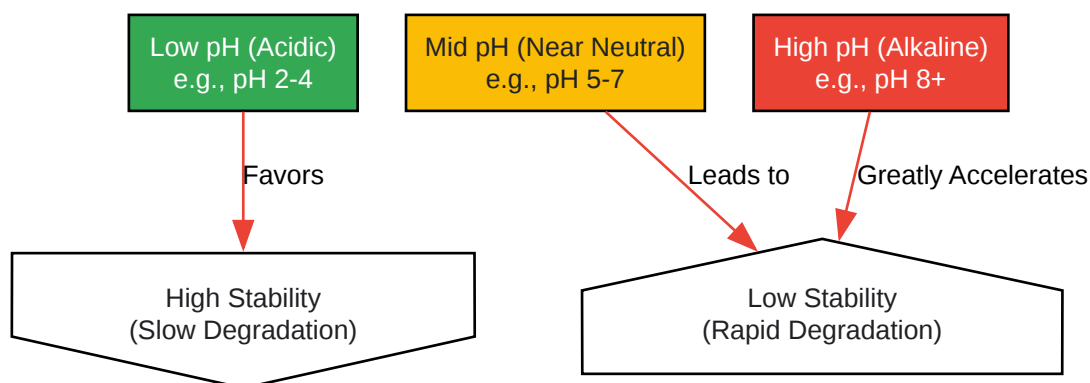 Low pH (Acidic)
e.g., pH 2-4
Mid pH (Near Neutral)
e.g., pH 5-7
High pH (Alkaline)
e.g., pH 8+
Favors
Leads to
Greatly Accelerates
High Stability
(Slow Degradation)
Low Stability
(Rapid Degradation)